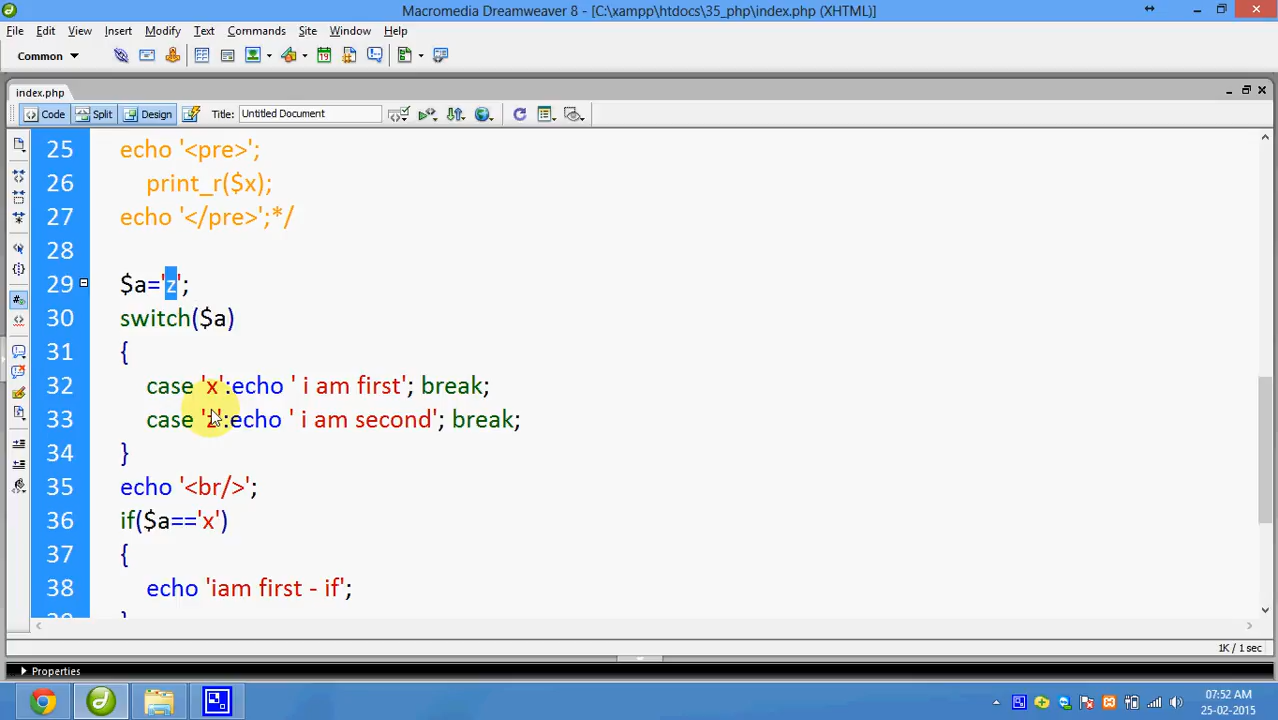 Macromedia Dreamweaver 8 - [C:\xampp\htdocs\35_php\index.php (XHTML)]
File Edit View Insert Modify Text Commands Site Window Help
Common
index.php
Code Split Design Title: Untitled Document
25 echo '<pre>';
26 print_r($x);
27 echo '</pre>';*/
28
29 $a='z';
30 switch($a)
31 {
32 case 'x':echo ' i am first'; break;
33 case 'z':echo ' i am second'; break;
34 }
35 echo '<br/>';
36 if($a=='x')
37 {
38 echo 'iam first - if';
1K / 1 sec
Properties
07:52 AM
25-02-2015